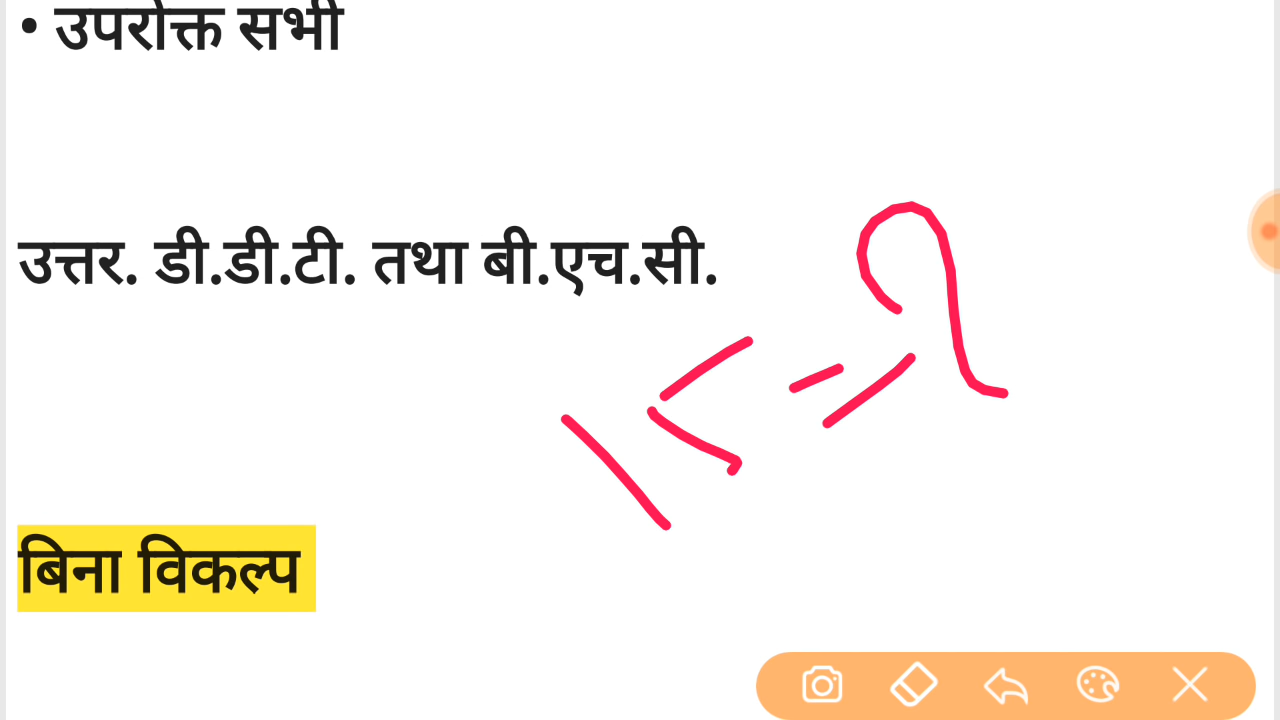 • उपरोक्त सभी
उत्तर. डी.डी.टी. तथा बी.एच.सी.
बिना विकल्प